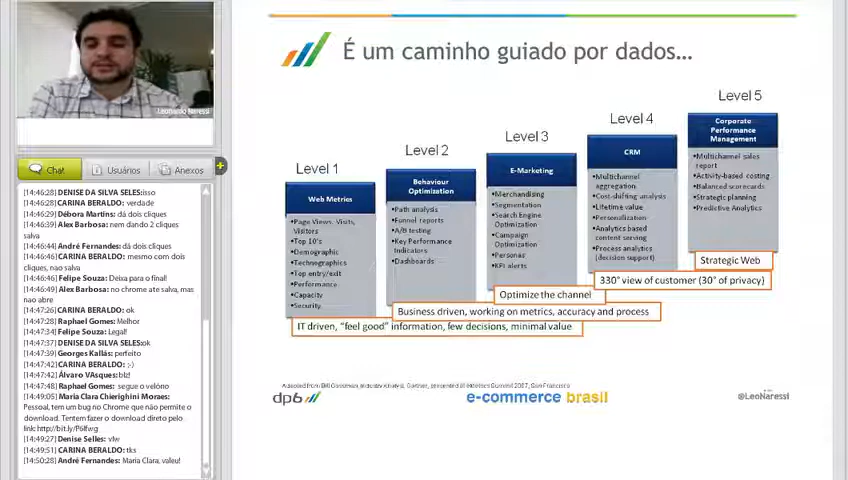 Leonardo Naressi
Chat
Usuários
Anexos
[14:46:28] DENISE DA SILVA SELES:isso
[14:46:28] CARINA BERALDO: verdade
[14:46:29] Débora Martins: dá dois cliques
[14:46:39] Alex Barbosa: nem dando 2 cliques
salva
[14:46:44] André Fernandes: dá dois cliques
[14:46:46] CARINA BERALDO: mesmo com dois
cliques, nao salva
[14:46:46] Felipe Souza: Deixa para o final!
[14:46:49] Alex Barbosa: no chrome ate salva, mas
nao abre
[14:47:26] CARINA BERALDO: ok
[14:47:28] Raphael Gomes: Melhor
[14:47:34] Felipe Souza: Legal!
[14:47:37] DENISE DA SILVA SELES:ok
[14:47:39] Georges Kallás: perfeito
[14:47:42] CARINA BERALDO: ;-)
[14:47:42] Álvaro VAsques: blz!
[14:47:48] Raphael Gomes: segue o velório
[14:49:05] Maria Clara Chierighini Moraes:
Pessoal, tem um bug no Chrome que não permite o
download. Tentem fazer o download direto pelo
[14:49:27] Denise Selles: vlw
[14:49:51] CARINA BERALDO: tks
[14:50:28] André Fernandes: Maria Clara, valeu!
É um caminho guiado por dados...
Level 1
Web Metrics
•Page Views, Visits,
Visitors
•Top 10's
•Demographic
•Technographics
•Top entry/exit
•Performance
•Capacity
•Security
Level 2
Behaviour
Optimization
•Path analysis
•Funnel reports
•A/B testing
•Key Performance
Indicators
•Dashboards
Level 3
E-Marketing
•Merchandising
•Segmentation
•Search Engine
Optimization
•Campaign
Optimization
•Personas
•KPI alerts
Level 4
CRM
•Multichannel
aggregation
•Cost-shifting analysis
•Lifetime value
•Personalization
•Analytics based
content serving
•Process analytics
(decision support)
Level 5
Corporate
Performance
Management
•Multichannel sales
report
•Activity-based costing
•Balanced scorecards
•Strategic planning
•Predictive Analytics
Strategic Web
330° view of customer (30° of privacy)
Optimize the channel
Business driven, working on metrics, accuracy and process
IT driven, "feel good" information, few decisions, minimal value
dp6
e-commerce brasil
@LeoNaressi